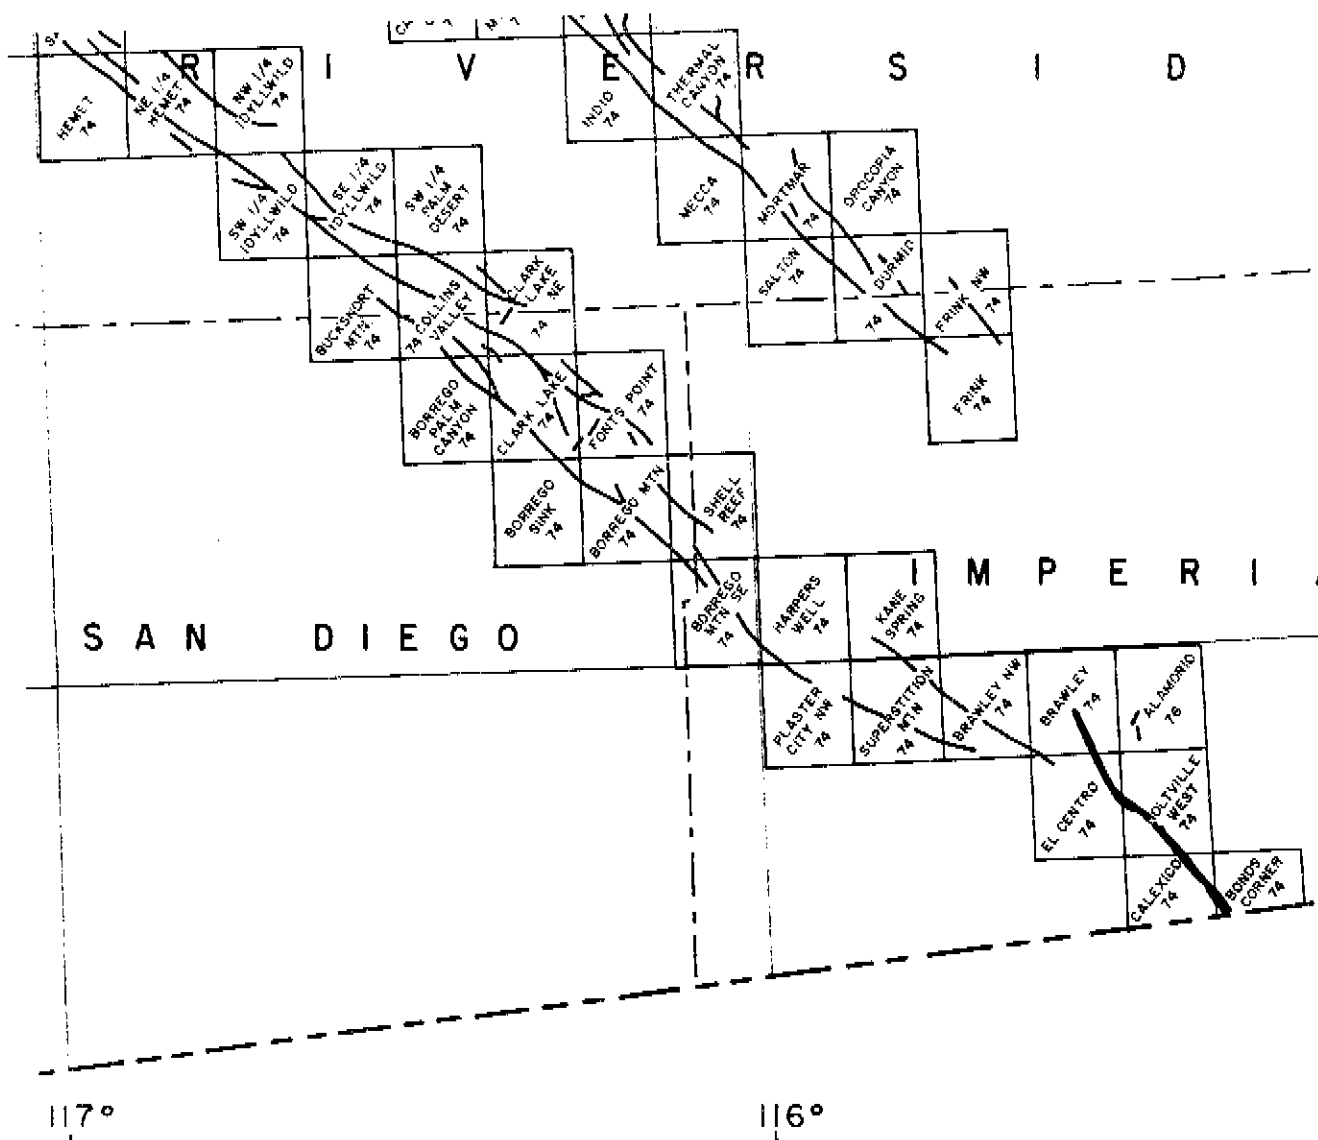 R I V E R S I D
HEMET
74
NE 1/4
HEMET
74
NW 1/4
IDYLLWILD
74
INDIO
74
THERMAL
CANYON
74
SW 1/4
IDYLLWILD
74
SE 1/4
IDYLLWILD
74
SW 1/4
PALM
DESERT
74
MECCA
74
MORTMAR
74
OROCOPIA
CANYON
74
BUCKSNORT
MTN
74
COLLINS
VALLEY
74
CLARK
LAKE
NE
74
SALTON
74
DURMID
74
FRINK NW
74
BORREGO
PALM
CANYON
74
CLARK LAKE
74
FONTS POINT
74
FRINK
74
BORREGO
SINK
74
BORREGO MTN
74
SHELL
REEF
74
I M P E R I
SAN DIEGO
BORREGO
MTN SE
74
HARPERS
WELL
74
KANE
SPRING
74
PLASTER
CITY NW
74
SUPERSTITION
MTN
74
BRAWLEY NW
74
BRAWLEY
74
ALAMORIO
76
EL CENTRO
74
HOLTVILLE
WEST
74
CALEXICO
74
BONDS
CORNER
74
117°
116°